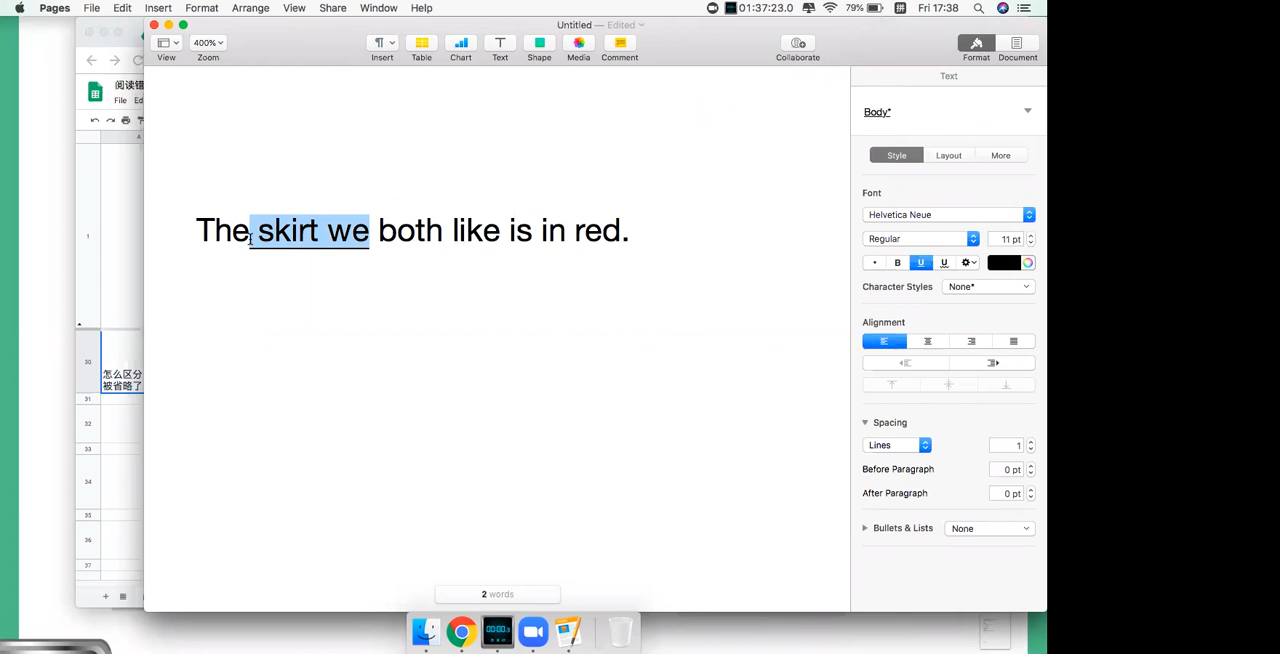 Pages File Edit Insert Format Arrange View Share Window Help 01:37:23.0 79% 拼 Fri 17:38
Untitled — Edited
400%
View Zoom Insert Table Chart Text Shape Media Comment Collaborate Format Document
Text
阅读错
File Ed
Body*
A
Style Layout More
Font
Helvetica Neue
Regular 11 pt
B U U
Character Styles None*
Alignment
Spacing
Lines 1
Before Paragraph 0 pt
After Paragraph 0 pt
Bullets & Lists None
The skirt we both like is in red.
1
30
怎么区分
被省略了
31
32
33
34
35
36
37
2 words